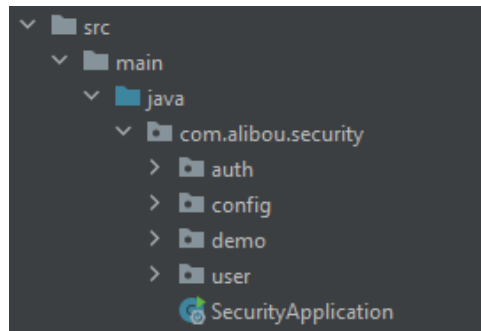 src
main
java
com.alibou.security
auth
config
demo
user
SecurityApplication